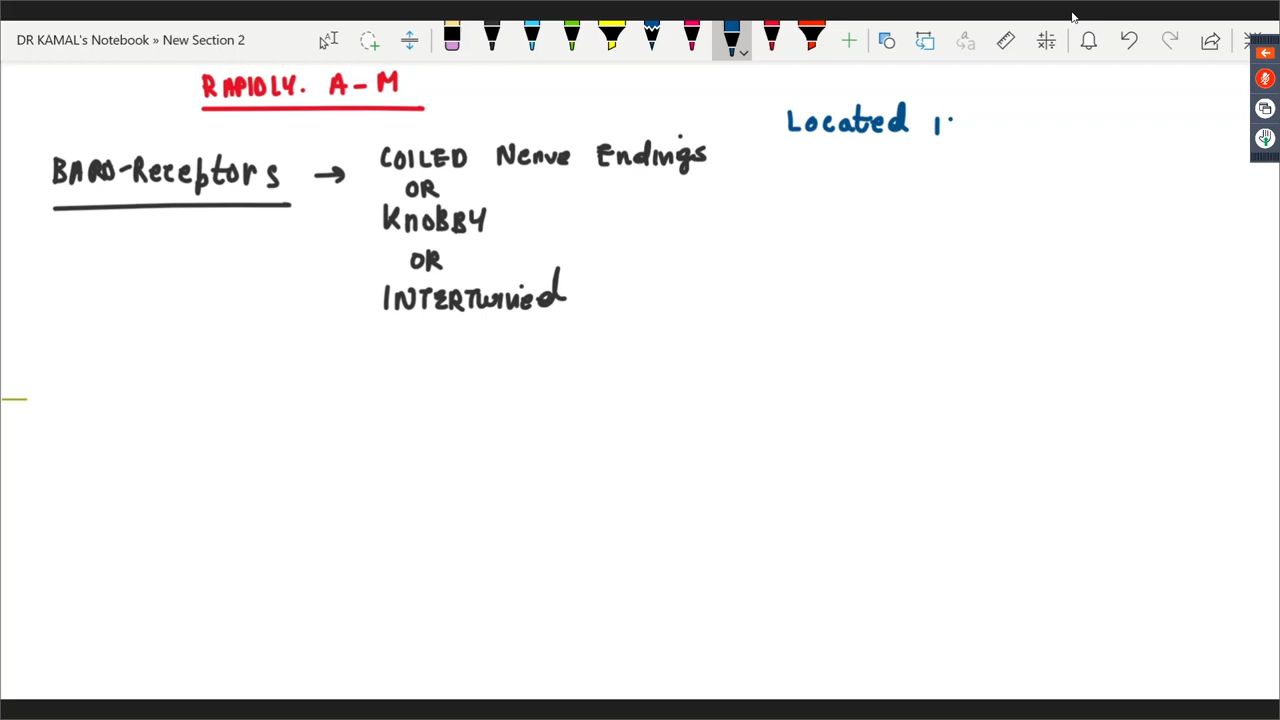 DR KAMAL's Notebook » New Section 2
RAPIDLY. A-M
Located I
BARO-Receptors → COILED Nerve Endings
OR
KNOBBY
OR
INTERTwined